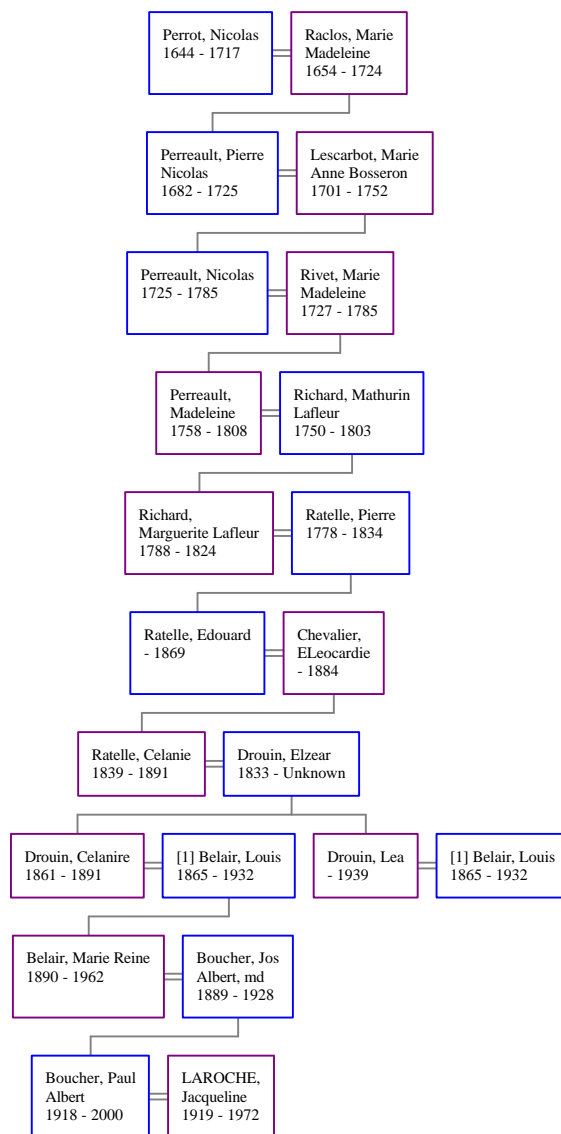 Perrot, Nicolas
1644 - 1717
Raclos, Marie
Madeleine
1654 - 1724
Perreault, Pierre
Nicolas
1682 - 1725
Lescarbot, Marie
Anne Bosseron
1701 - 1752
Perreault, Nicolas
1725 - 1785
Rivet, Marie
Madeleine
1727 - 1785
Perreault,
Madeleine
1758 - 1808
Richard, Mathurin
Lafleur
1750 - 1803
Richard,
Marguerite Lafleur
1788 - 1824
Ratelle, Pierre
1778 - 1834
Ratelle, Edouard
- 1869
Chevalier,
ELeocardie
- 1884
Ratelle, Celanie
1839 - 1891
Drouin, Elzear
1833 - Unknown
Drouin, Celanire
1861 - 1891
[1] Belair, Louis
1865 - 1932
Drouin, Lea
- 1939
[1] Belair, Louis
1865 - 1932
Belair, Marie Reine
1890 - 1962
Boucher, Jos
Albert, md
1889 - 1928
Boucher, Paul
Albert
1918 - 2000
LAROCHE,
Jacqueline
1919 - 1972